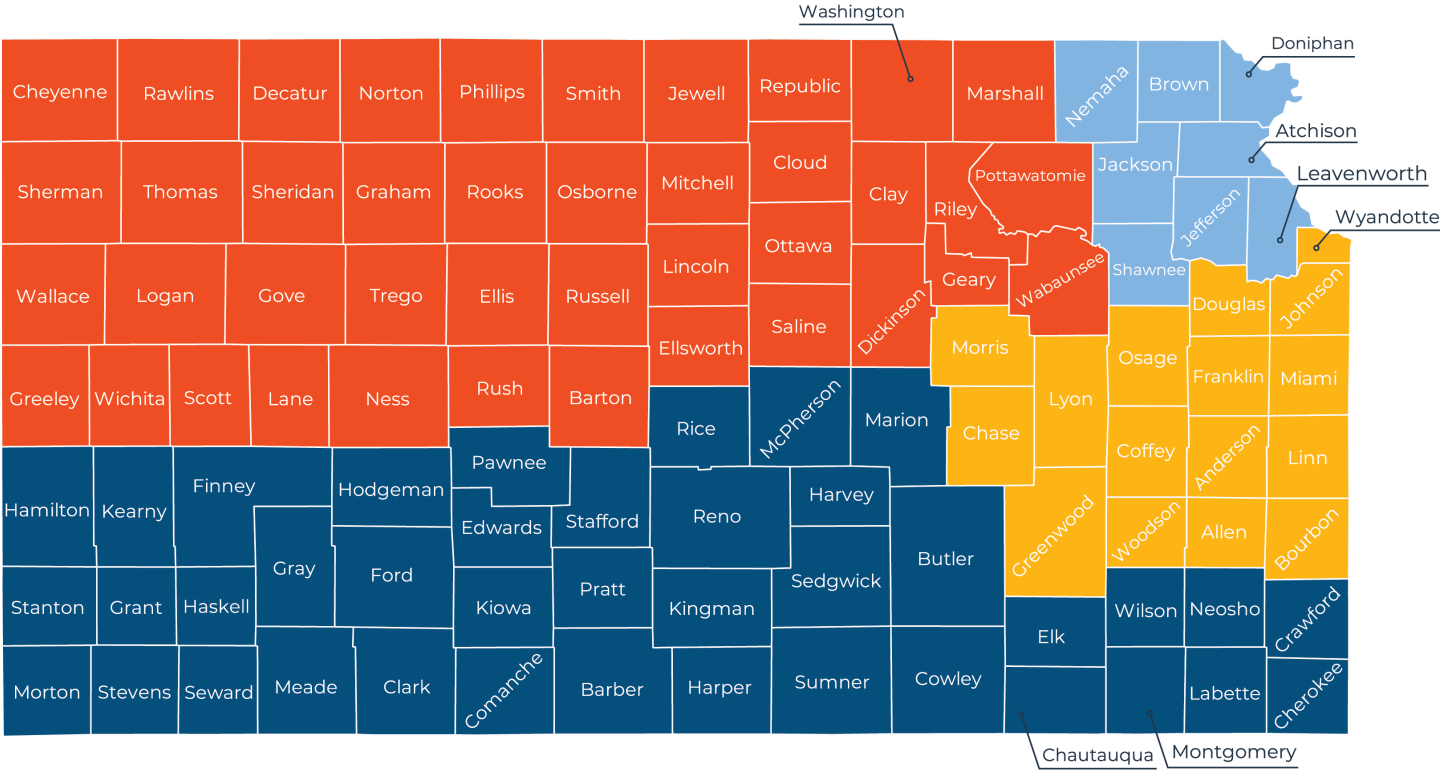 Washington
Doniphan
Cheyenne
Rawlins
Decatur
Norton
Phillips
Smith
Jewell
Republic
Marshall
Nemaha
Brown
Atchison
Sherman
Thomas
Sheridan
Graham
Rooks
Osborne
Mitchell
Cloud
Clay
Riley
Pottawatomie
Jackson
Leavenworth
Jefferson
Wyandotte
Wallace
Logan
Gove
Trego
Ellis
Russell
Lincoln
Ottawa
Saline
Dickinson
Geary
Wabaunsee
Shawnee
Douglas
Johnson
Greeley
Wichita
Scott
Lane
Ness
Rush
Barton
Ellsworth
Morris
Osage
Franklin
Miami
Rice
McPherson
Marion
Chase
Lyon
Coffey
Anderson
Linn
Hamilton
Kearny
Finney
Hodgeman
Pawnee
Edwards
Stafford
Reno
Harvey
Butler
Greenwood
Woodson
Allen
Bourbon
Gray
Ford
Stanton
Grant
Haskell
Kiowa
Pratt
Kingman
Sedgwick
Elk
Wilson
Neosho
Crawford
Morton
Stevens
Seward
Meade
Clark
Comanche
Barber
Harper
Sumner
Cowley
Labette
Cherokee
Chautauqua
Montgomery